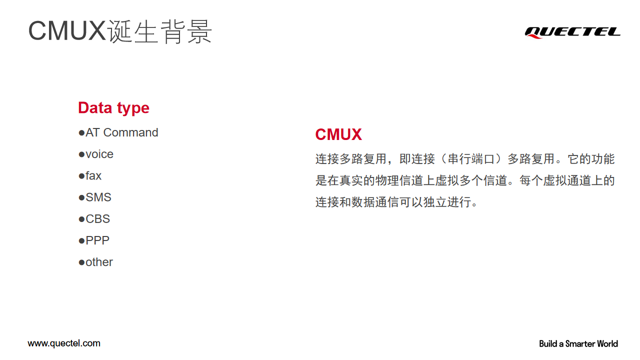 CMUX诞生背景
QUECTEL
Data type
●AT Command
●voice
●fax
●SMS
●CBS
●PPP
●other
CMUX
连接多路复用，即连接（串行端口）多路复用。它的功能
是在真实的物理信道上虚拟多个信道。每个虚拟通道上的
连接和数据通信可以独立进行。
www.quectel.com
Build a Smarter World